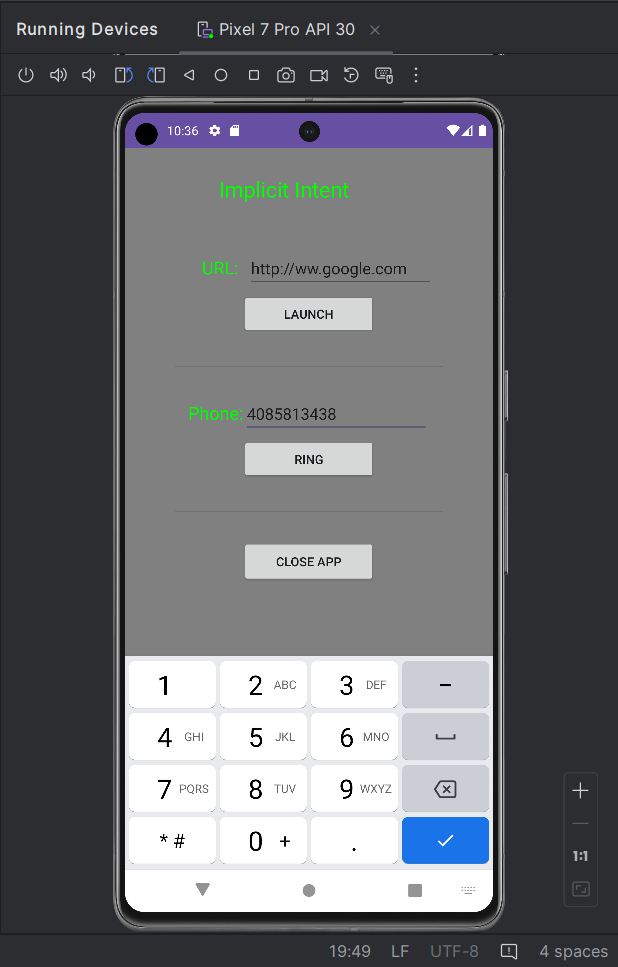 Running Devices
Pixel 7 Pro API 30
10:36
Implicit Intent
URL: http://ww.google.com
LAUNCH
Phone: 4085813438
RING
CLOSE APP
1 2 ABC 3 DEF -
4 GHI 5 JKL 6 MNO
7 PQRS 8 TUV 9 WXYZ
* # 0 + .
1:1
19:49 LF UTF-8 4 spaces